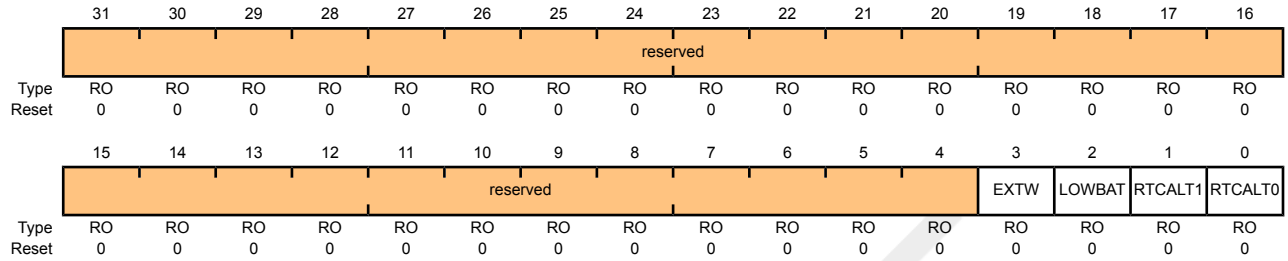 31 30 29 28 27 26 25 24 23 22 21 20 19 18 17 16
reserved
Type RO RO RO RO RO RO RO RO RO RO RO RO RO RO RO RO
Reset 0 0 0 0 0 0 0 0 0 0 0 0 0 0 0 0
15 14 13 12 11 10 9 8 7 6 5 4 3 2 1 0
reserved EXTW LOWBAT RTCALT1 RTCALT0
Type RO RO RO RO RO RO RO RO RO RO RO RO RO RO RO RO
Reset 0 0 0 0 0 0 0 0 0 0 0 0 0 0 0 0